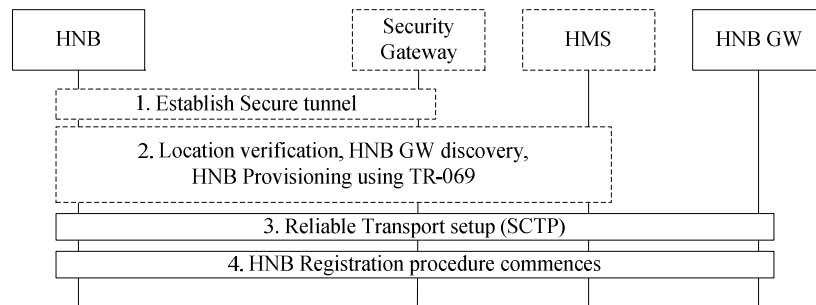 HNB
Security
Gateway
HMS
HNB GW
1. Establish Secure tunnel
2. Location verification, HNB GW discovery,
HNB Provisioning using TR-069
3. Reliable Transport setup (SCTP)
4. HNB Registration procedure commences